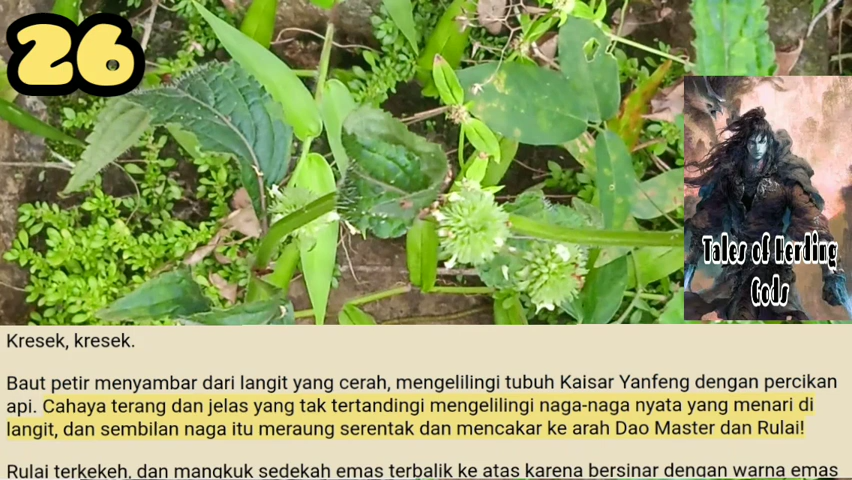 26
Tales of Herding
Gods
Kresek, kresek.
Baut petir menyambar dari langit yang cerah, mengelilingi tubuh Kaisar Yanfeng dengan percikan
api. Cahaya terang dan jelas yang tak tertandingi mengelilingi naga-naga nyata yang menari di
langit, dan sembilan naga itu meraung serentak dan mencakar ke arah Dao Master dan Rulai!
Rulai terkekeh, dan mangkuk sedekah emas terbalik ke atas karena bersinar dengan warna emas